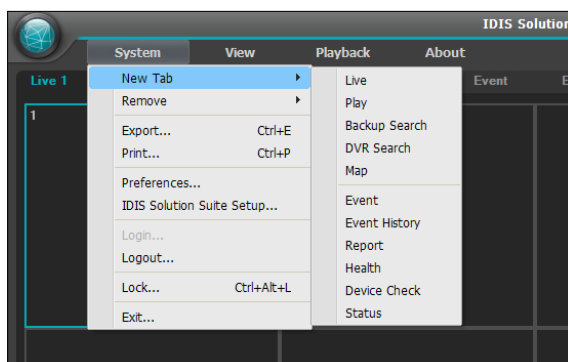 IDIS Solution
System View Playback About
Live 1 Event
1
New Tab
Remove
Export... Ctrl+E
Print... Ctrl+P
Preferences...
IDIS Solution Suite Setup...
Login...
Logout...
Lock... Ctrl+Alt+L
Exit...
Live
Play
Backup Search
DVR Search
Map
Event
Event History
Report
Health
Device Check
Status